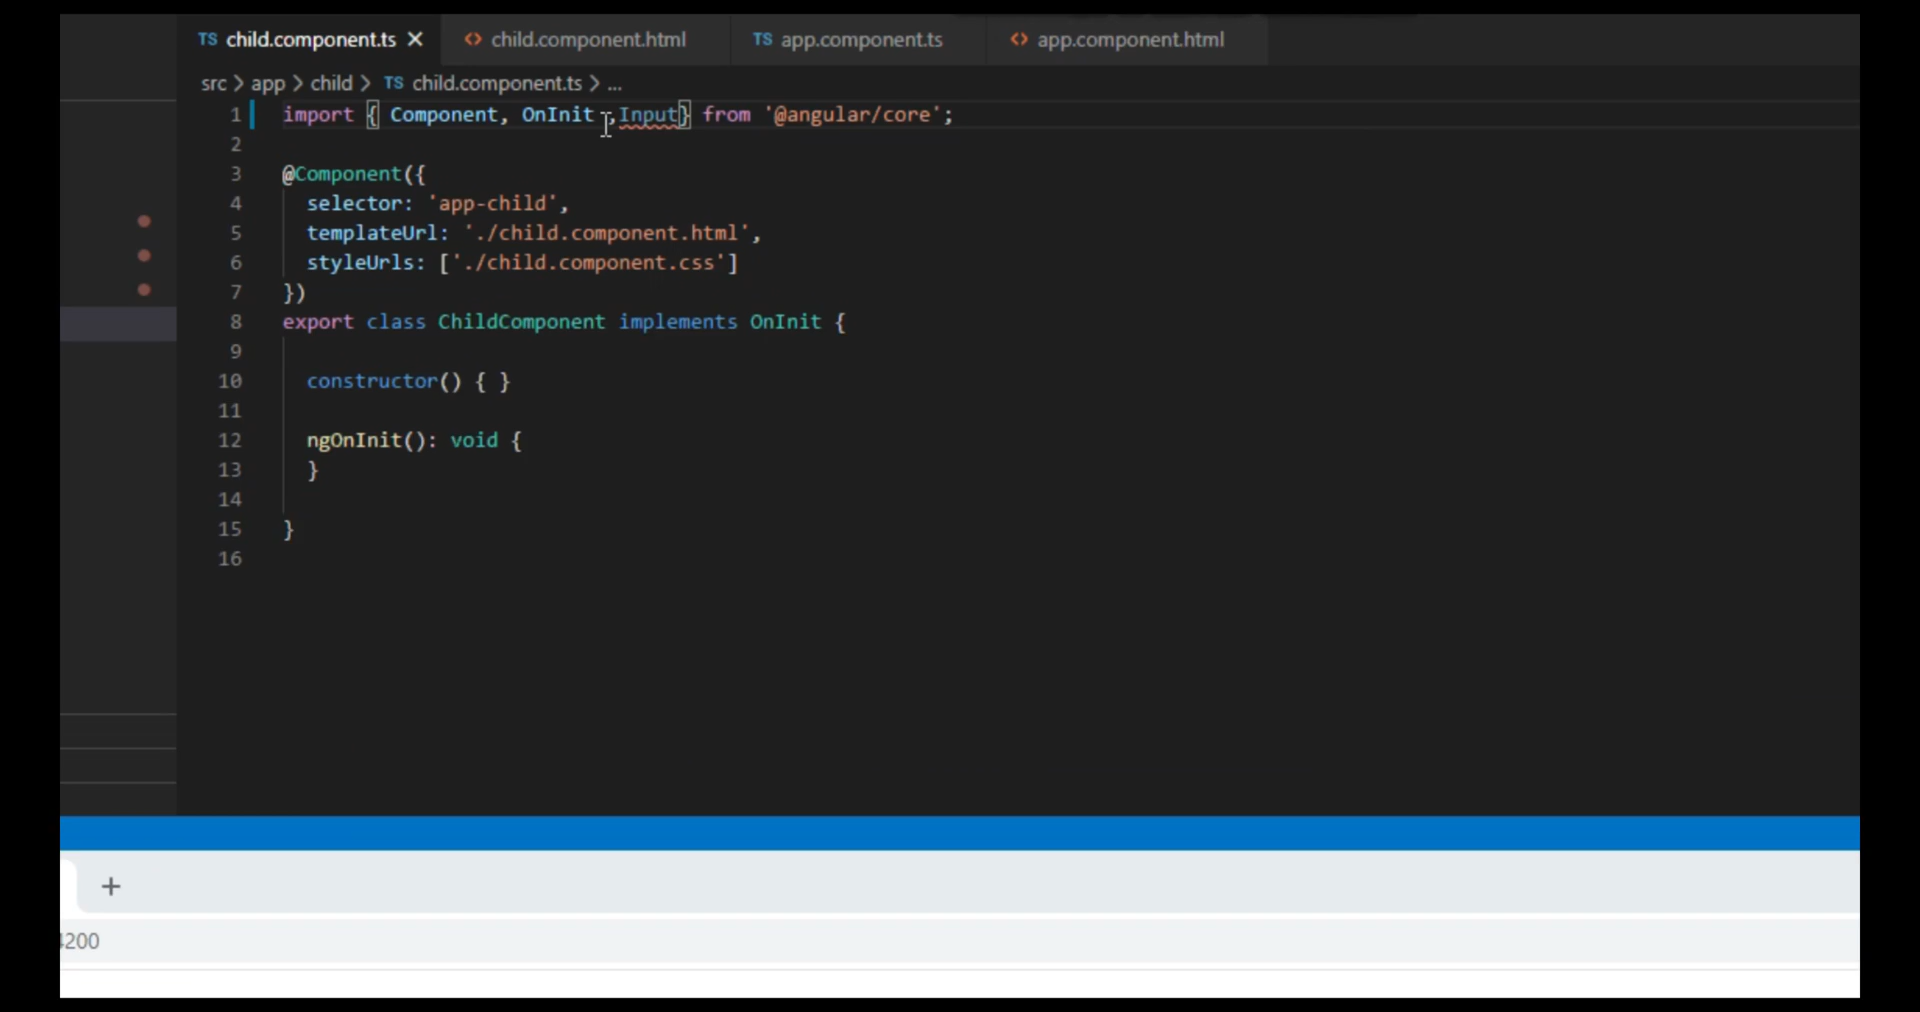 TS child.component.ts × <> child.component.html TS app.component.ts <> app.component.html
src > app > child > TS child.component.ts > ...
1 import { Component, OnInit ,Input} from '@angular/core';
2
3 @Component({
4 selector: 'app-child',
5 templateUrl: './child.component.html',
6 styleUrls: ['./child.component.css']
7 })
8 export class ChildComponent implements OnInit {
9
10 constructor() { }
11
12 ngOnInit(): void {
13 }
14
15 }
16
+
4200